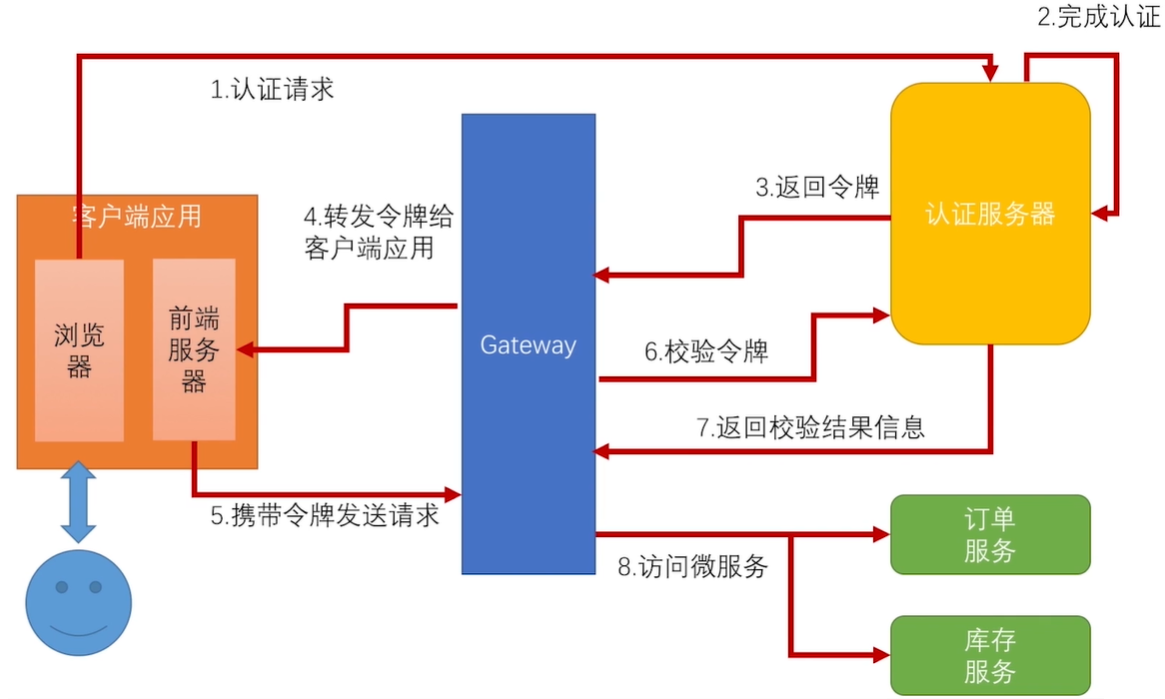 2.完成认证
1.认证请求
3.返回令牌
客户端应用
4.转发令牌给
客户端应用
认证服务器
浏览
器
前端
服务
器
Gateway
6.校验令牌
7.返回校验结果信息
5.携带令牌发送请求
订单
服务
8.访问微服务
库存
服务